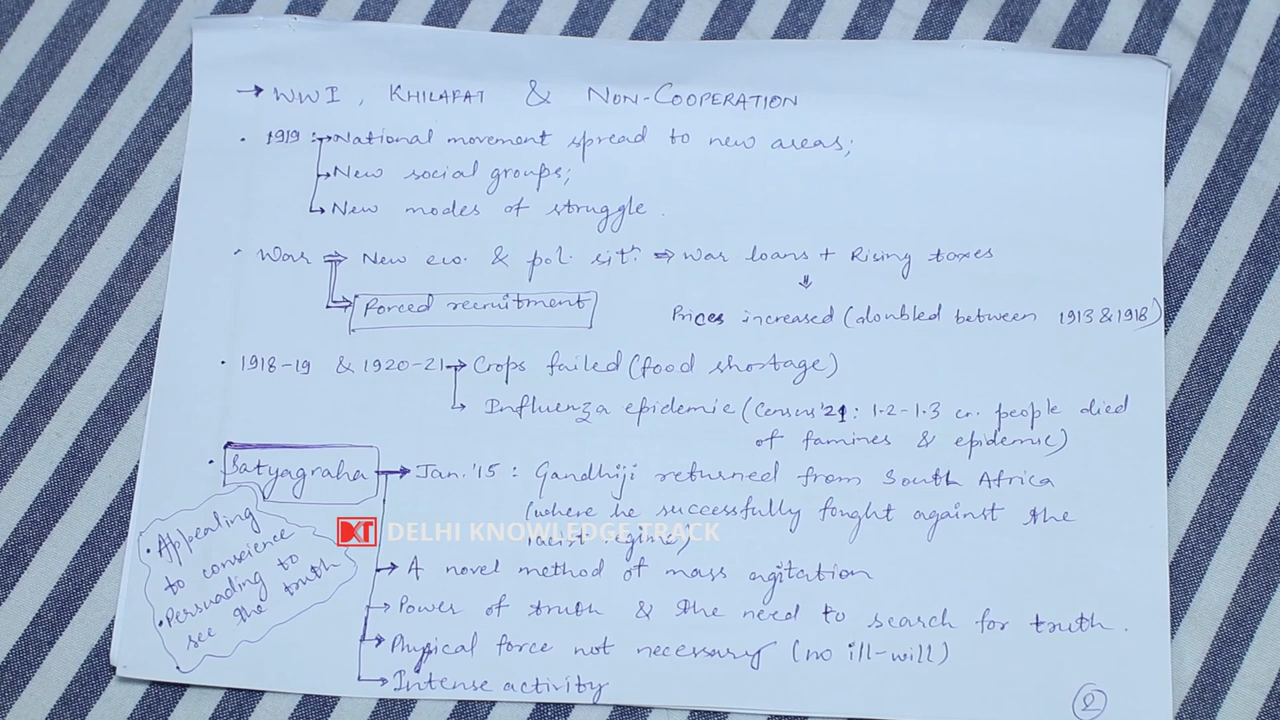 → WWI, KHILAFAT & NON-COOPERATION
• 1919 :→ National movement spread to new areas;
→ New social groups;
→ New modes of struggle.
• War ⇒ New eco. & pol. sitⁿ. ⇒ War loans + Rising taxes
⇓
Forced recruitment
Prices increased (doubled between 1913 & 1918)
• 1918-19 & 1920-21 → Crops failed (food shortage)
→ Influenza epidemic (Census '21: 1.2-1.3 cr. people died
of famines & epidemic)
• Satyagraha → Jan. '15 : Gandhiji returned from South Africa
(where he successfully fought against the
racist regime)
DKT DELHI KNOWLEDGE TRACK
→ A novel method of mass agitation
→ Power of truth & the need to search for truth.
→ Physical force not necessary (no ill-will)
→ Intense activity
• Appealing
to conscience
• Persuading to
see the truth
2